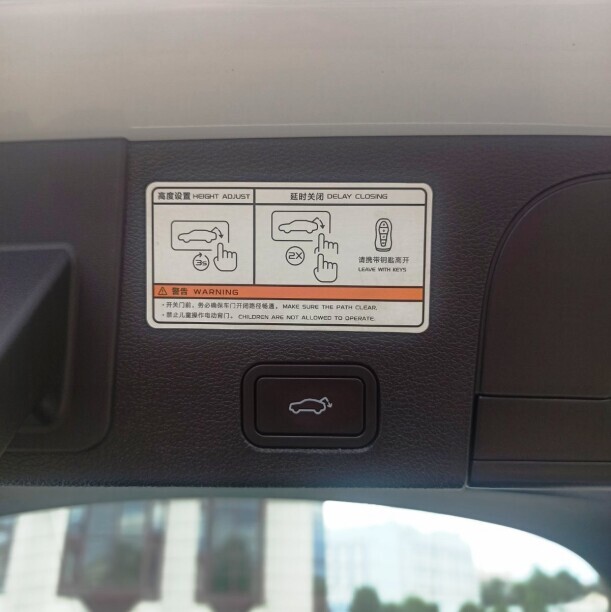 高度设置 HEIGHT ADJUST
延时关闭 DELAY CLOSING
3s
2X
请携带钥匙离开
LEAVE WITH KEYS
警告 WARNING
·开关门前，务必确保车门开闭路径畅通。MAKE SURE THE PATH CLEAR.
·禁止儿童操作电动背门。CHILDREN ARE NOT ALLOWED TO OPERATE.